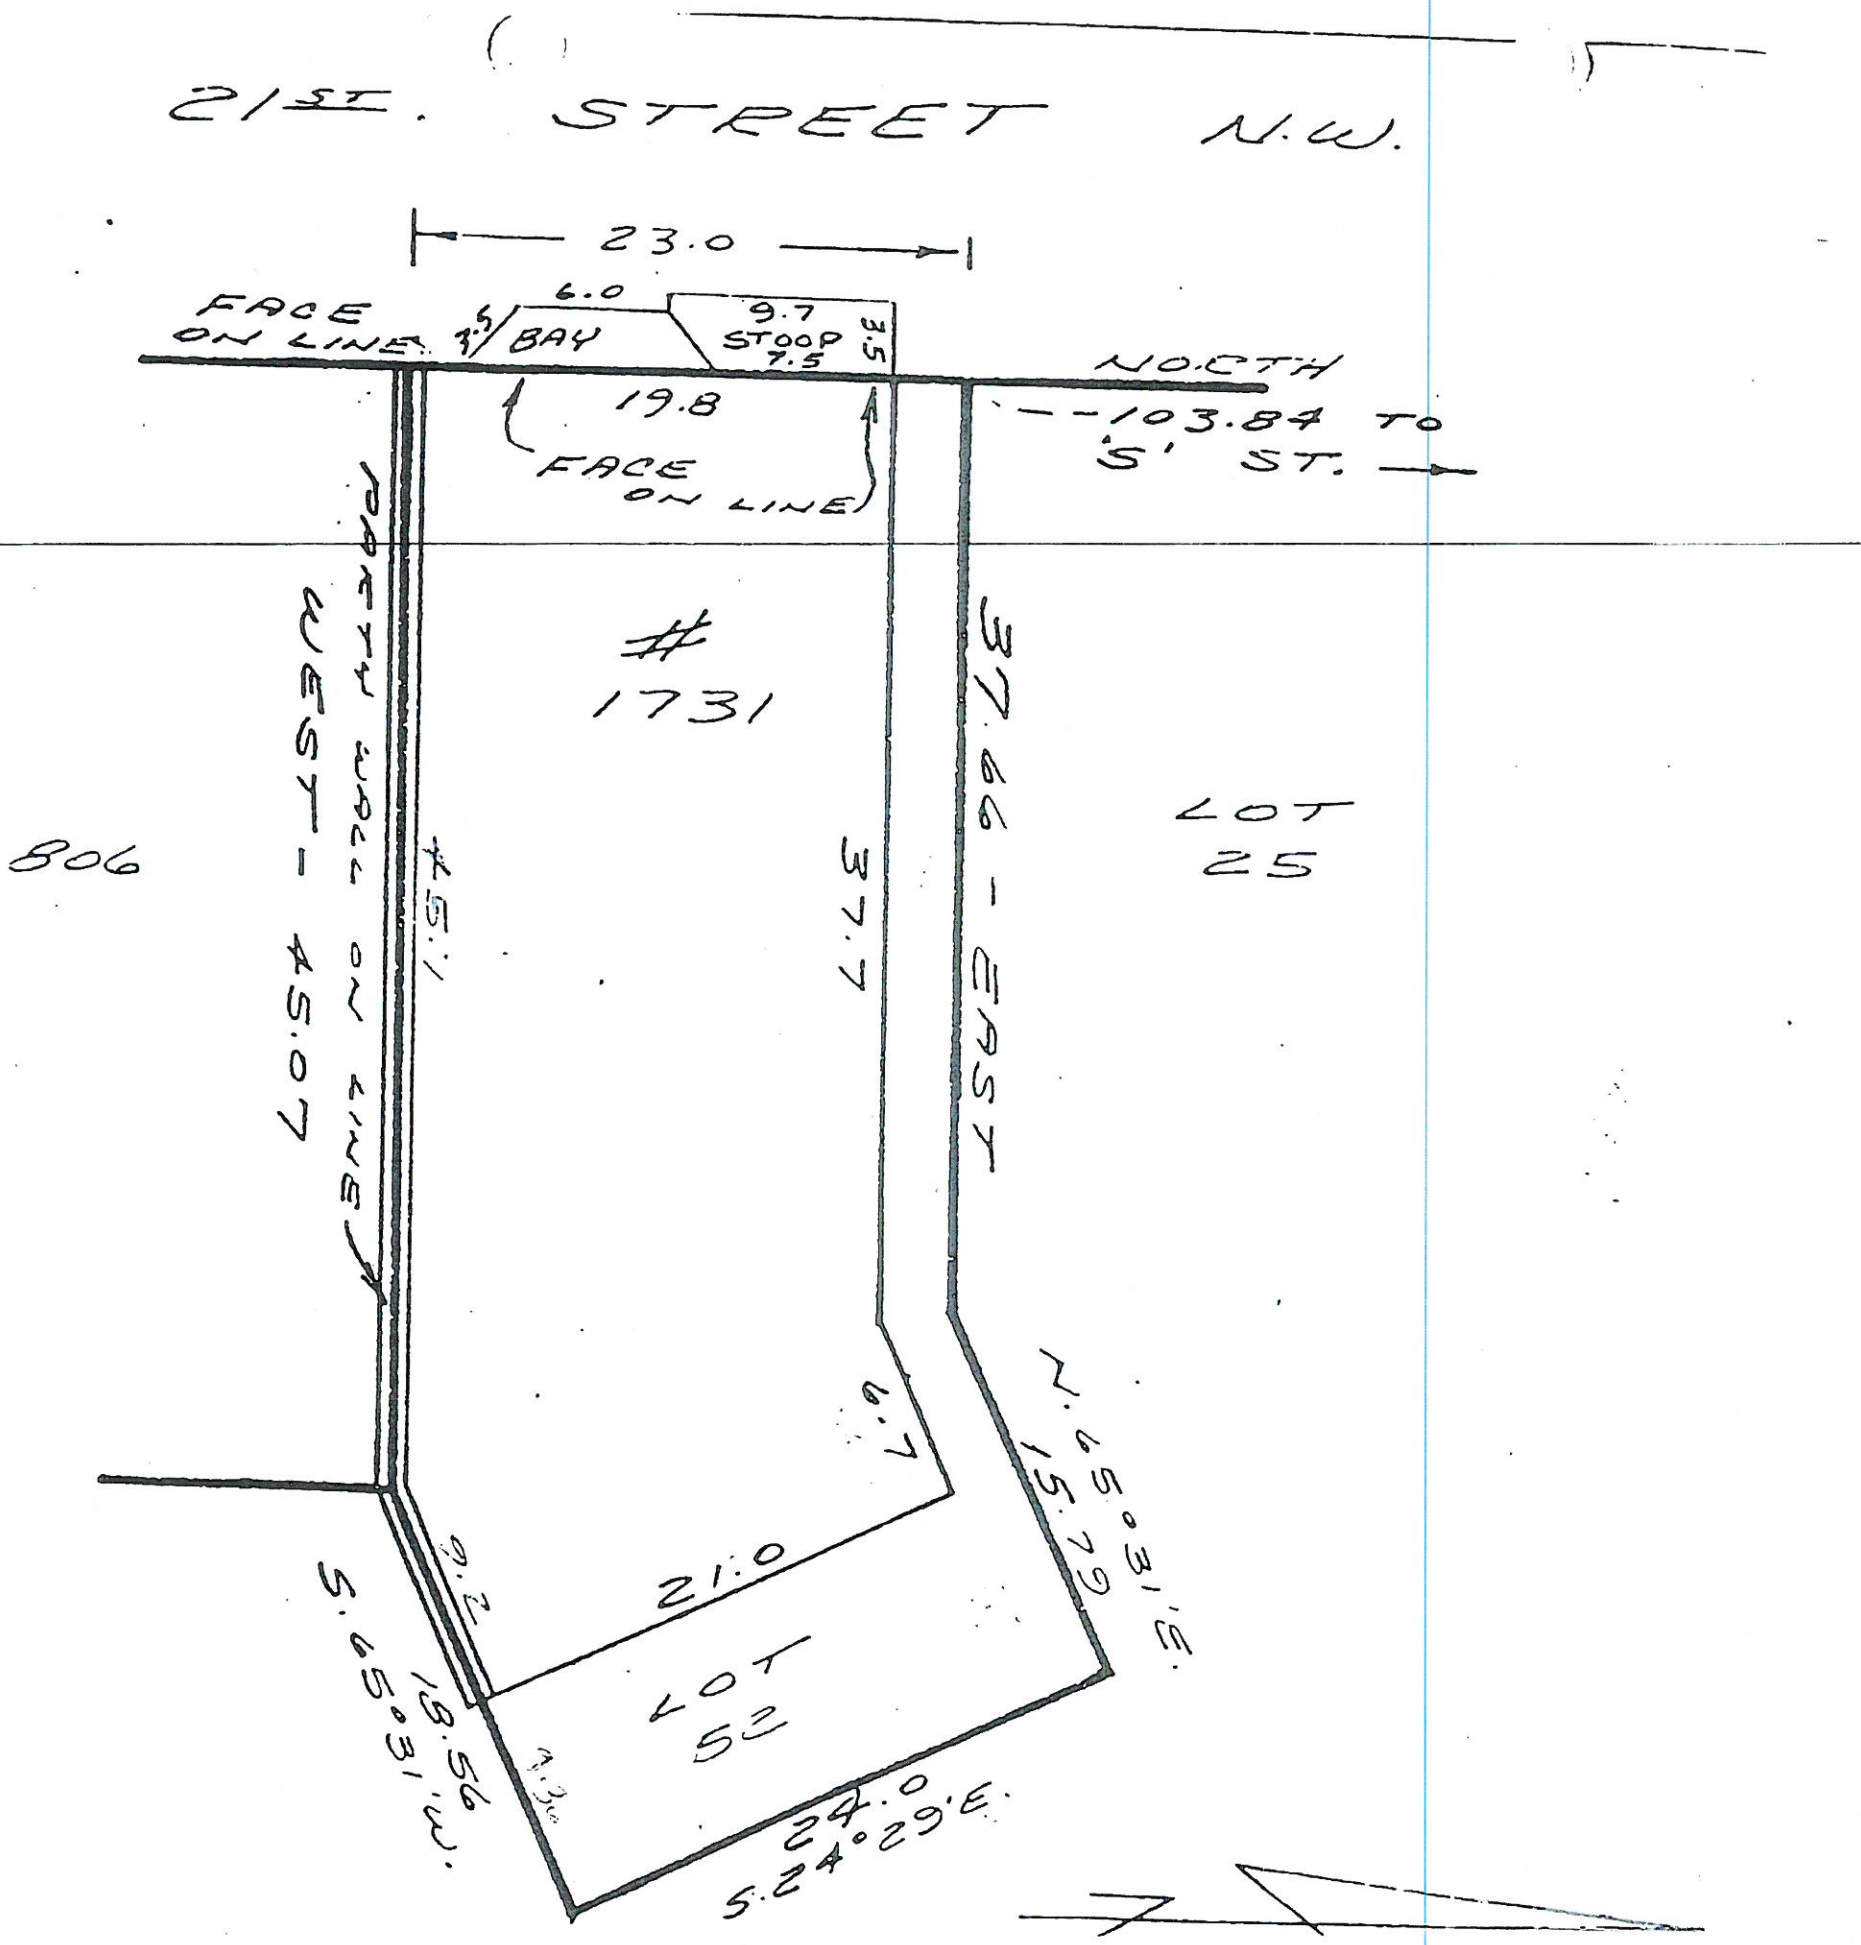 21ST. STREET N.W.
23.0
FACE
ON LINE
6.0
BAY
9.7
STOOP
7.5
3.5
NORTH
19.8
103.84 TO
'S' ST.
FACE
ON LINE
PARTY WALL ON LINE
WEST - 45.07
#
1731
45.1
37.7
37.66 - EAST
LOT
25
806
6.7
N. 65°31'E.
15.79
21.0
9.2
LOT
52
18.56
S. 65°31'W.
24.0
S. 24°29'E.
N